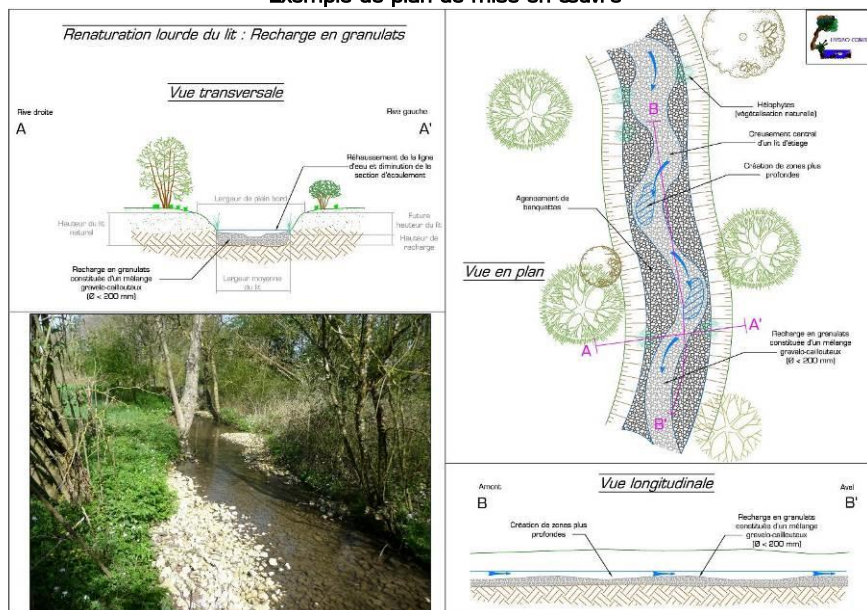 Exemple de plan de mise en œuvre
Renaturation lourde du lit : Recharge en granulats
Vue transversale
Rive droite
A
Rive gauche
A'
Réhaussement de la ligne
d'eau et diminution de la
section d'écoulement
Largeur de plein bord
Hauteur du lit
naturel
Future
hauteur du lit
Hauteur de
recharge
Recharge en granulats
constituée d'un mélange
gravelo-caillouteux
(Ø < 200 mm)
Largeur moyenne
du lit
B
Hélophytes
(végétalisation naturelle)
Creusement central
d'un lit d'étiage
Création de zones plus
profondes
Agencement de
banquettes
Vue en plan
A'
A
Recharge en granulats
constituée d'un mélange
gravelo-caillouteux
(Ø < 200 mm)
B'
Vue longitudinale
Amont
B
Aval
B'
Création de zones plus
profondes
Recharge en granulats
constituée d'un mélange
gravelo-caillouteux
(Ø < 200 mm)